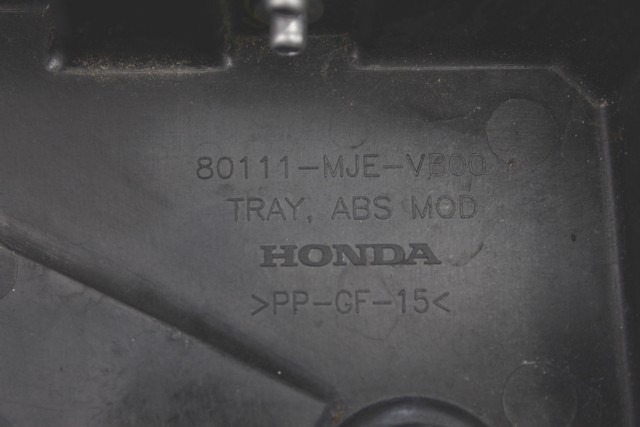 80111-MJE-VB00
TRAY, ABS MOD
HONDA
>PP-GF-15<